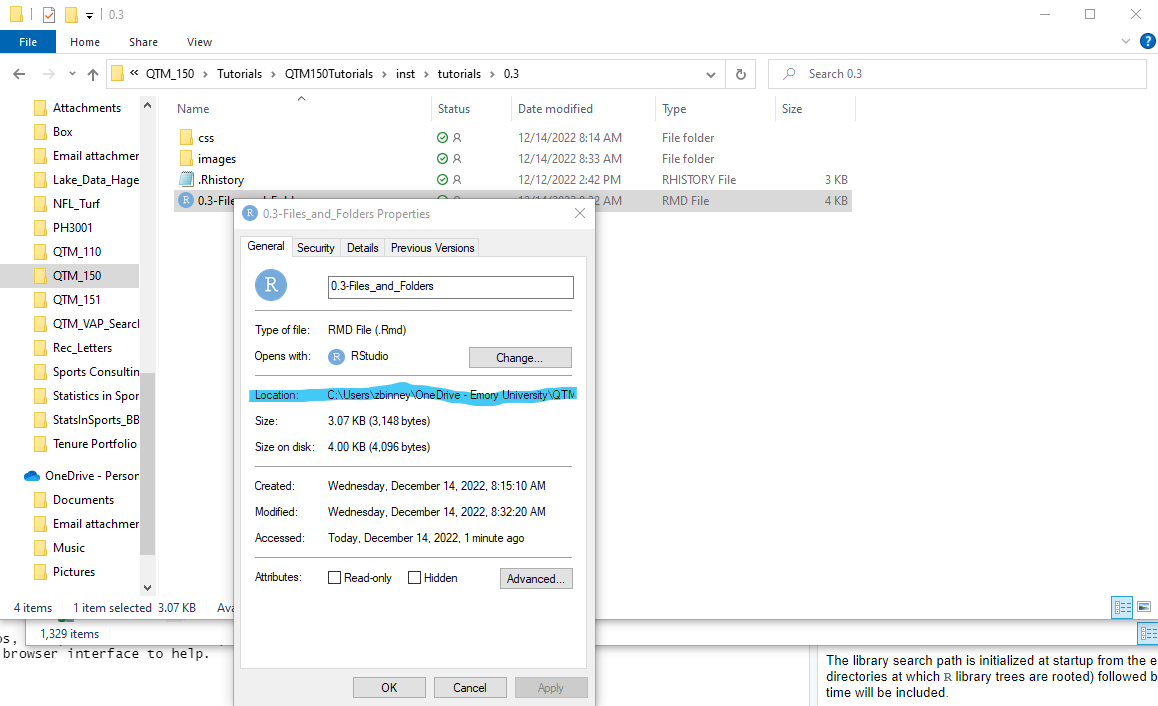 0.3
File Home Share View
« QTM_150 > Tutorials > QTM150Tutorials > inst > tutorials > 0.3
Search 0.3
Attachments
Box
Email attachmer
Lake_Data_Hage
NFL_Turf
PH3001
QTM_110
QTM_150
QTM_151
QTM_VAP_Search
Rec_Letters
Sports Consultin
Statistics in Spor
StatsInSports_BB
Tenure Portfolio
OneDrive - Person
Documents
Email attachmer
Music
Pictures
Name Status Date modified Type Size
css 12/14/2022 8:14 AM File folder
images 12/14/2022 8:33 AM File folder
.Rhistory 12/12/2022 2:42 PM RHISTORY File 3 KB
0.3-Files AM RMD File 4 KB
R 0.3-Files_and_Folders Properties
General Security Details Previous Versions
R 0.3-Files_and_Folders
Type of file: RMD File (.Rmd)
Opens with: R RStudio Change...
Location: C:\Users\zbinney\OneDrive - Emory University\QTM
Size: 3.07 KB (3,148 bytes)
Size on disk: 4.00 KB (4,096 bytes)
Created: Wednesday, December 14, 2022, 8:15:10 AM
Modified: Wednesday, December 14, 2022, 8:32:20 AM
Accessed: Today, December 14, 2022, 1 minute ago
Attributes: Read-only Hidden Advanced...
OK Cancel Apply
4 items 1 item selected 3.07 KB Ava
1,329 items
os,
browser interface to help.
The library search path is initialized at startup from the e
directories at which R library trees are rooted) followed b
time will be included.